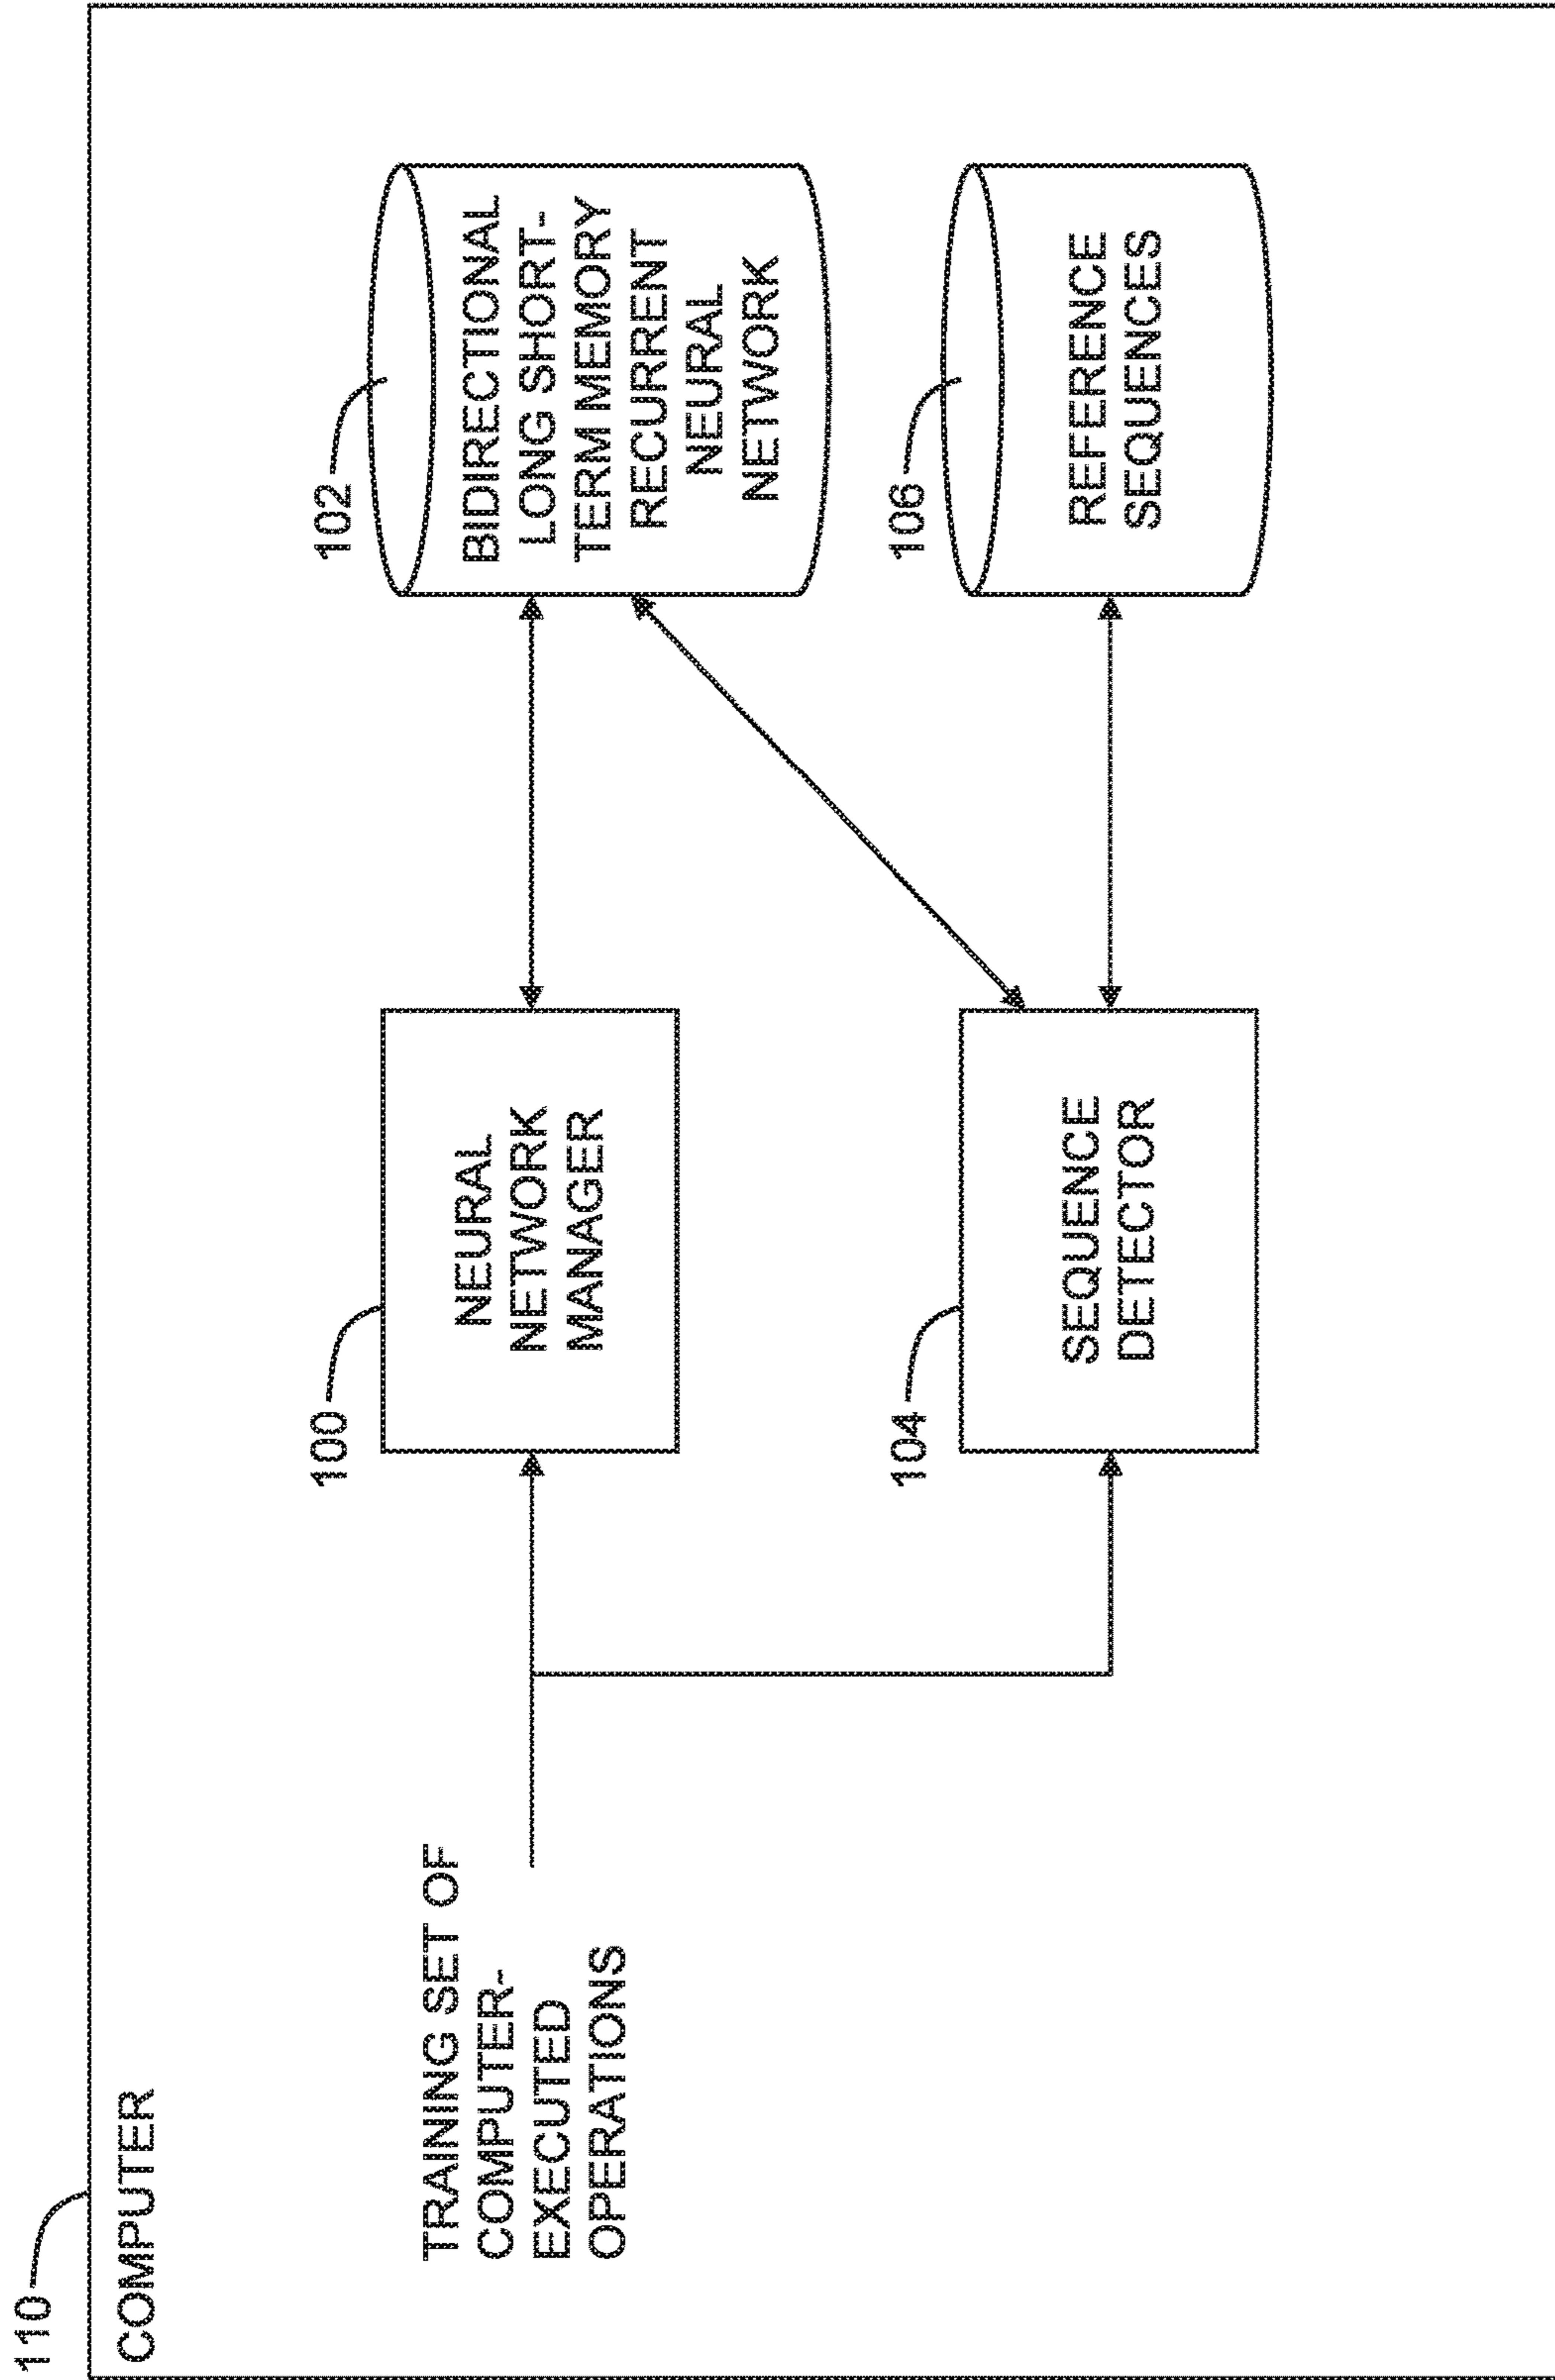 110
COMPUTER
TRAINING SET OF
COMPUTER-
EXECUTED
OPERATIONS
100
NEURAL
NETWORK
MANAGER
102
BIDIRECTIONAL
LONG SHORT-
TERM MEMORY
RECURRENT
NEURAL
NETWORK
104
SEQUENCE
DETECTOR
106
REFERENCE
SEQUENCES